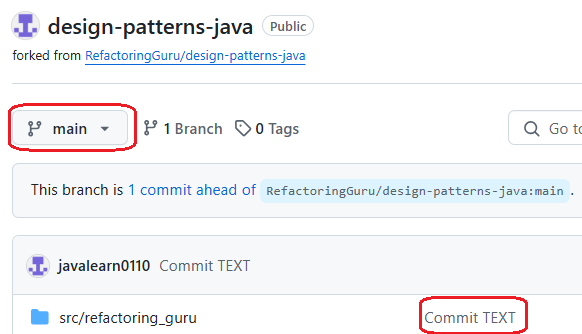 design-patterns-java Public
forked from RefactoringGuru/design-patterns-java
main 1 Branch 0 Tags Go to
This branch is 1 commit ahead of RefactoringGuru/design-patterns-java:main .
javalearn0110 Commit TEXT
src/refactoring_guru Commit TEXT